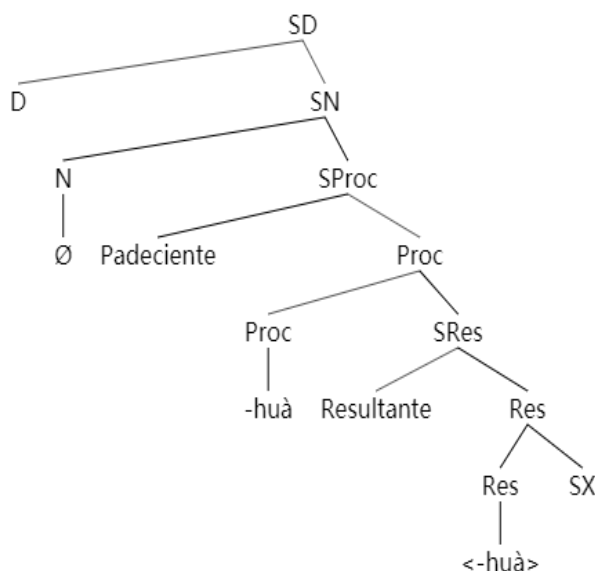 SD
D SN
N SProc
Ø Padeciente Proc
Proc SRes
-huà Resultante Res
Res SX
<-huà>